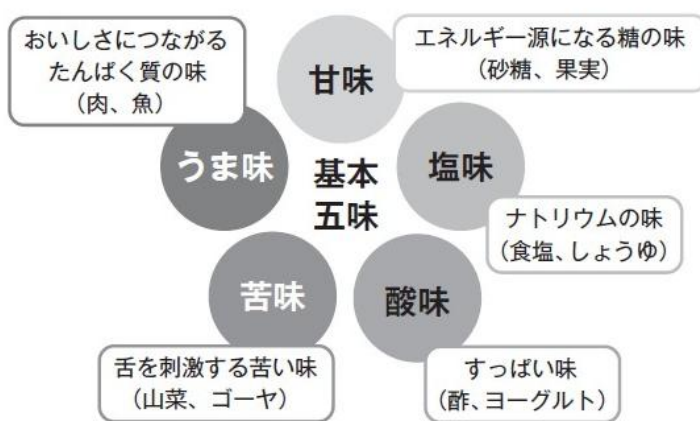 おいしさにつながる
たんぱく質の味
（肉、魚）
甘味
エネルギー源になる糖の味
（砂糖、果実）
うま味
基本
五味
塩味
ナトリウムの味
（食塩、しょうゆ）
苦味
酸味
舌を刺激する苦い味
（山菜、ゴーヤ）
すっぱい味
（酢、ヨーグルト）